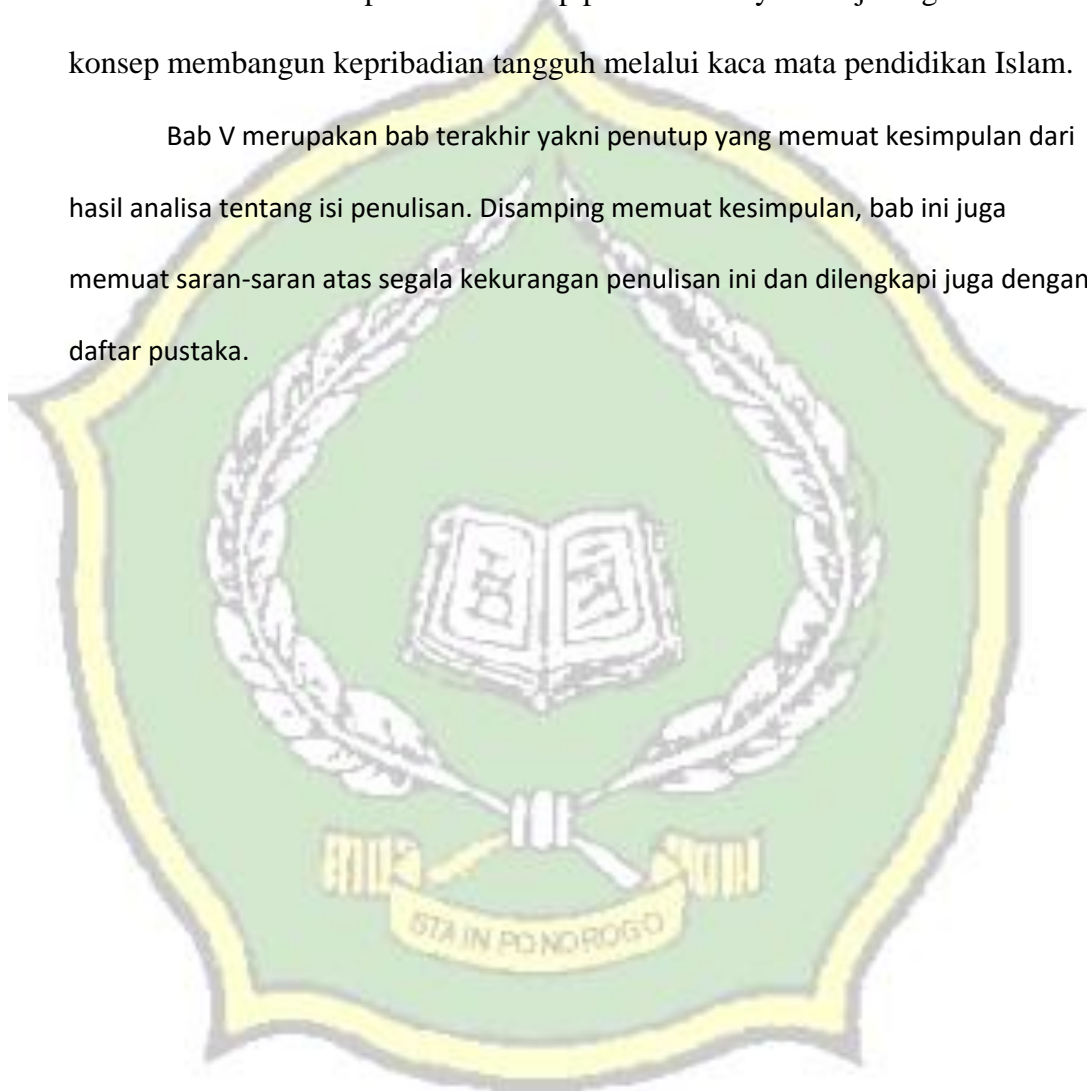 konsep membangun kepribadian tangguh melalui kaca mata pendidikan Islam.
Bab V merupakan bab terakhir yakni penutup yang memuat kesimpulan dari
hasil analisa tentang isi penulisan. Disamping memuat kesimpulan, bab ini juga
memuat saran-saran atas segala kekurangan penulisan ini dan dilengkapi juga dengan
daftar pustaka.
STAIN PONOROGO